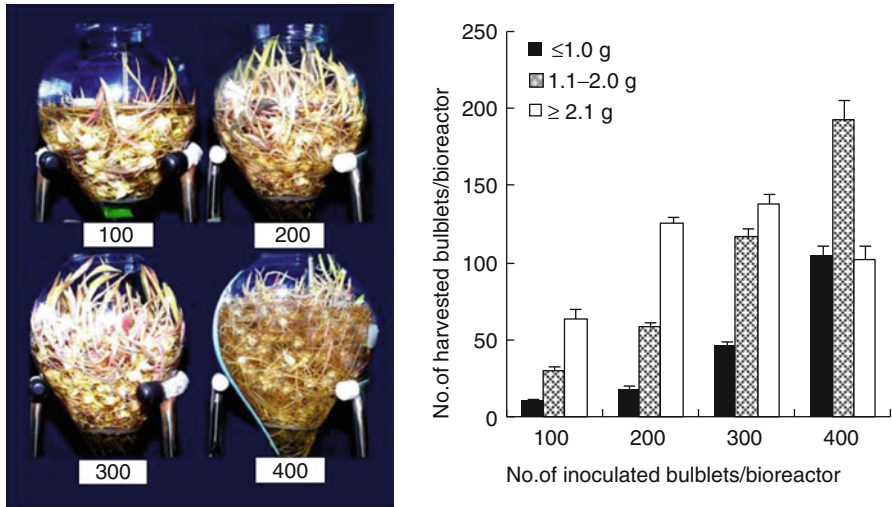 100
200
300
400
No.of harvested bulblets/bioreactor
250
200
150
100
50
0
≤1.0 g
1.1–2.0 g
≥ 2.1 g
100
200
300
400
No.of inoculated bulblets/bioreactor